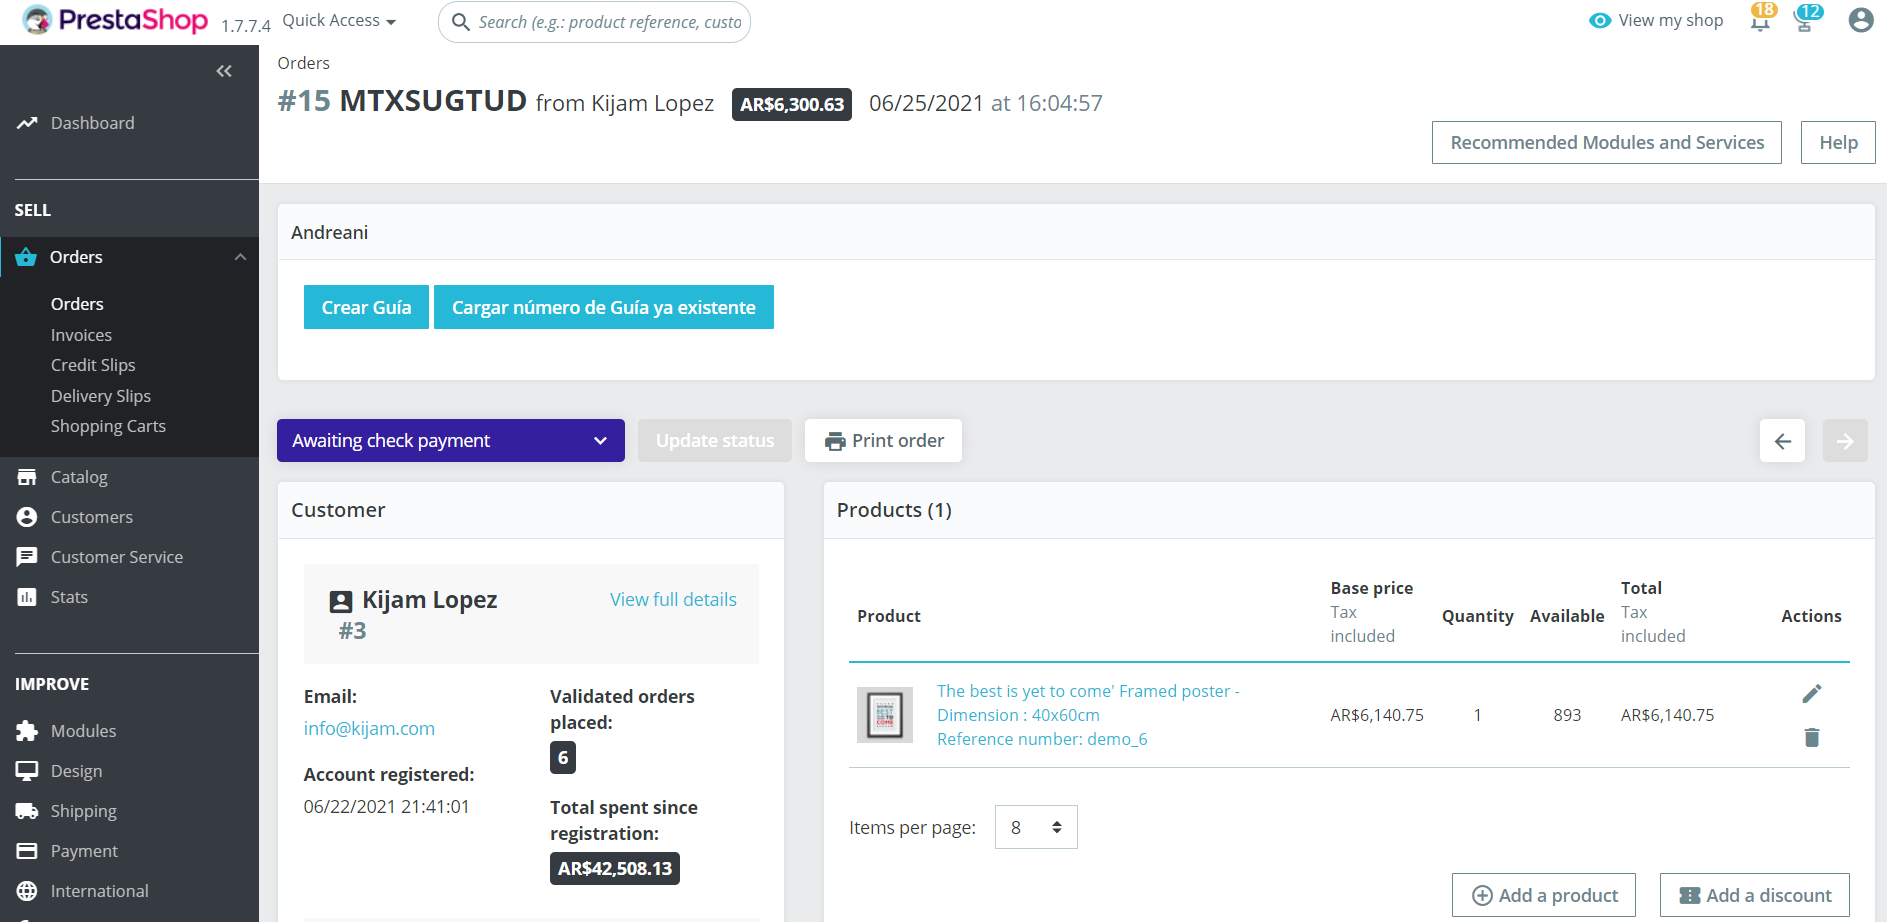 PrestaShop 1.7.7.4
Quick Access
Search (e.g.: product reference, custo
View my shop
18
12
Dashboard
SELL
Orders
Orders
Invoices
Credit Slips
Delivery Slips
Shopping Carts
Catalog
Customers
Customer Service
Stats
IMPROVE
Modules
Design
Shipping
Payment
International
Orders
#15 MTXSUGTUD from Kijam Lopez AR$6,300.63 06/25/2021 at 16:04:57
Recommended Modules and Services
Help
Andreani
Crear Guía
Cargar número de Guía ya existente
Awaiting check payment
Update status
Print order
Customer
Kijam Lopez
#3
View full details
Email:
info@kijam.com
Account registered:
06/22/2021 21:41:01
Validated orders
placed:
6
Total spent since
registration:
AR$42,508.13
Products (1)
Product
Base price
Tax
included
Quantity
Available
Total
Tax
included
Actions
The best is yet to come' Framed poster -
Dimension : 40x60cm
Reference number: demo_6
AR$6,140.75
1
893
AR$6,140.75
Items per page:
8
Add a product
Add a discount